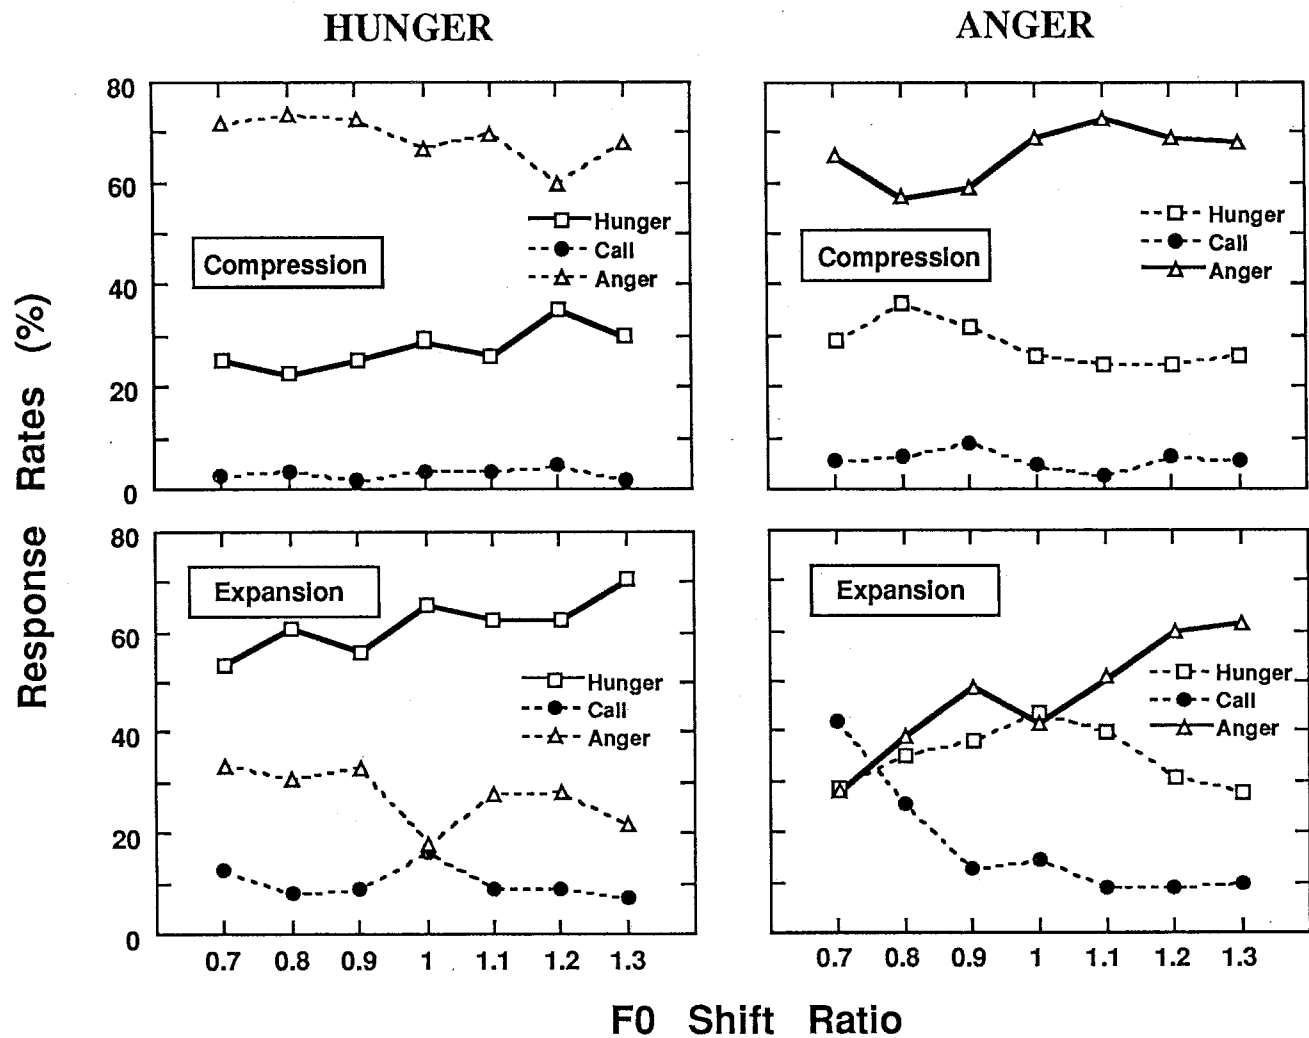 HUNGER
ANGER
80
60
40
20
0
Compression
Hunger
Call
Anger
Compression
Hunger
Call
Anger
Response Rates (%)
80
60
40
20
0
Expansion
Hunger
Call
Anger
0.7 0.8 0.9 1 1.1 1.2 1.3
Expansion
Hunger
Call
Anger
0.7 0.8 0.9 1 1.1 1.2 1.3
F0 Shift Ratio